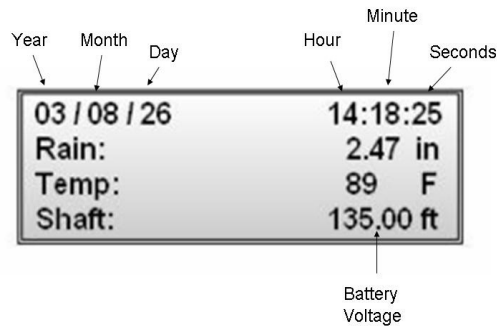 Minute
Year Month Day Hour Seconds
03 / 08 / 26 14:18:25
Rain: 2.47 in
Temp: 89 F
Shaft: 135.00 ft
Battery
Voltage